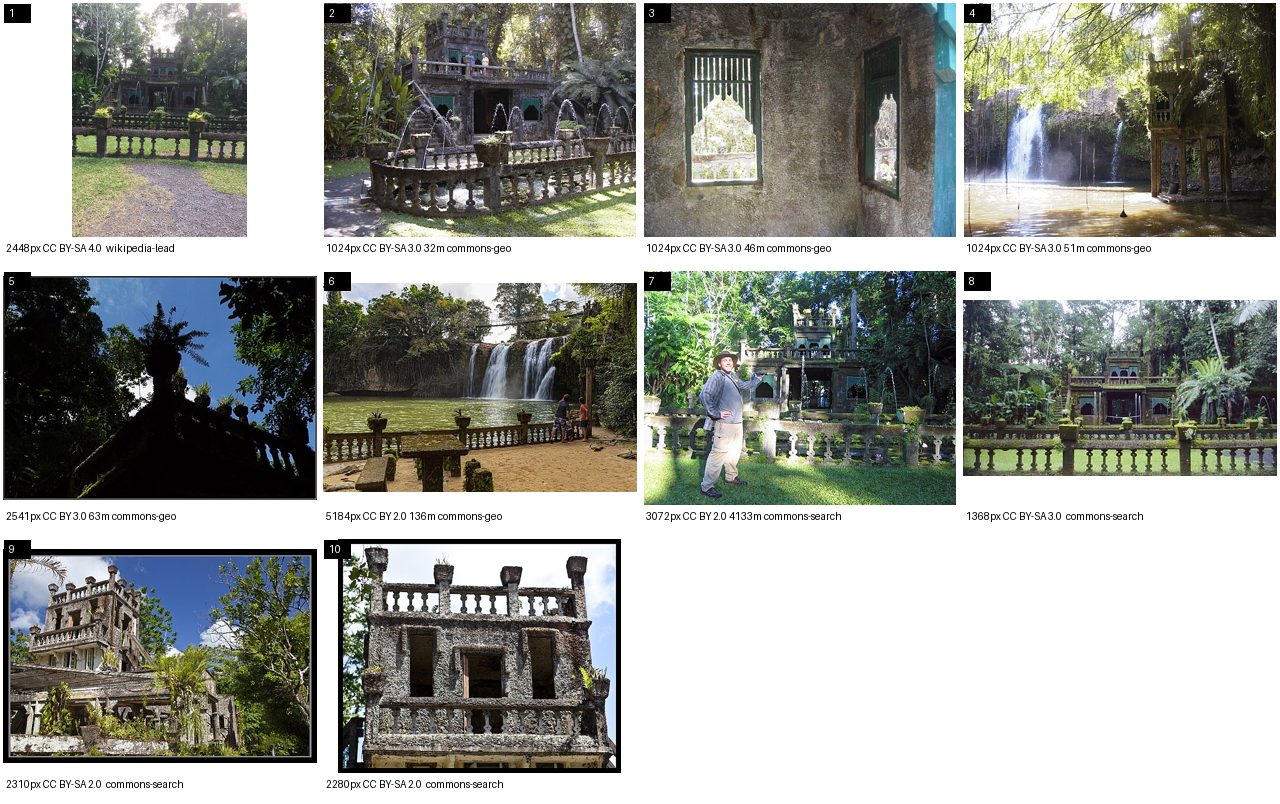 1
2
3
4
2448px CC BY-SA 4.0 wikipedia-lead
1024px CC BY-SA 3.0 32m commons-geo
1024px CC BY-SA 3.0 46m commons-geo
1024px CC BY-SA 3.0 51m commons-geo
5
6
7
8
2541px CC BY 3.0 63m commons-geo
5184px CC BY 2.0 136m commons-geo
3072px CC BY 2.0 4133m commons-search
1368px CC BY-SA 3.0 commons-search
9
10
2310px CC BY-SA 2.0 commons-search
2280px CC BY-SA 2.0 commons-search